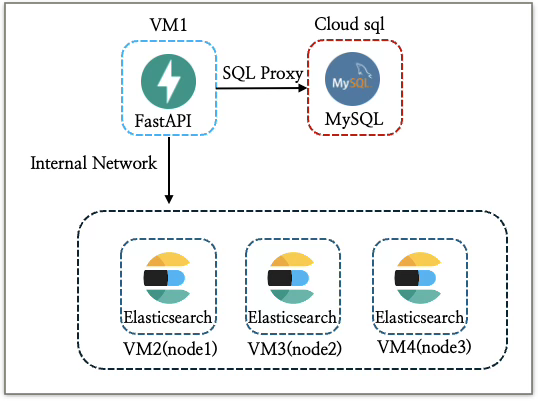 VM1
Cloud sql
SQL Proxy
MySQL
FastAPI
MySQL
Internal Network
Elasticsearch
Elasticsearch
Elasticsearch
VM2(node1)
VM3(node2)
VM4(node3)